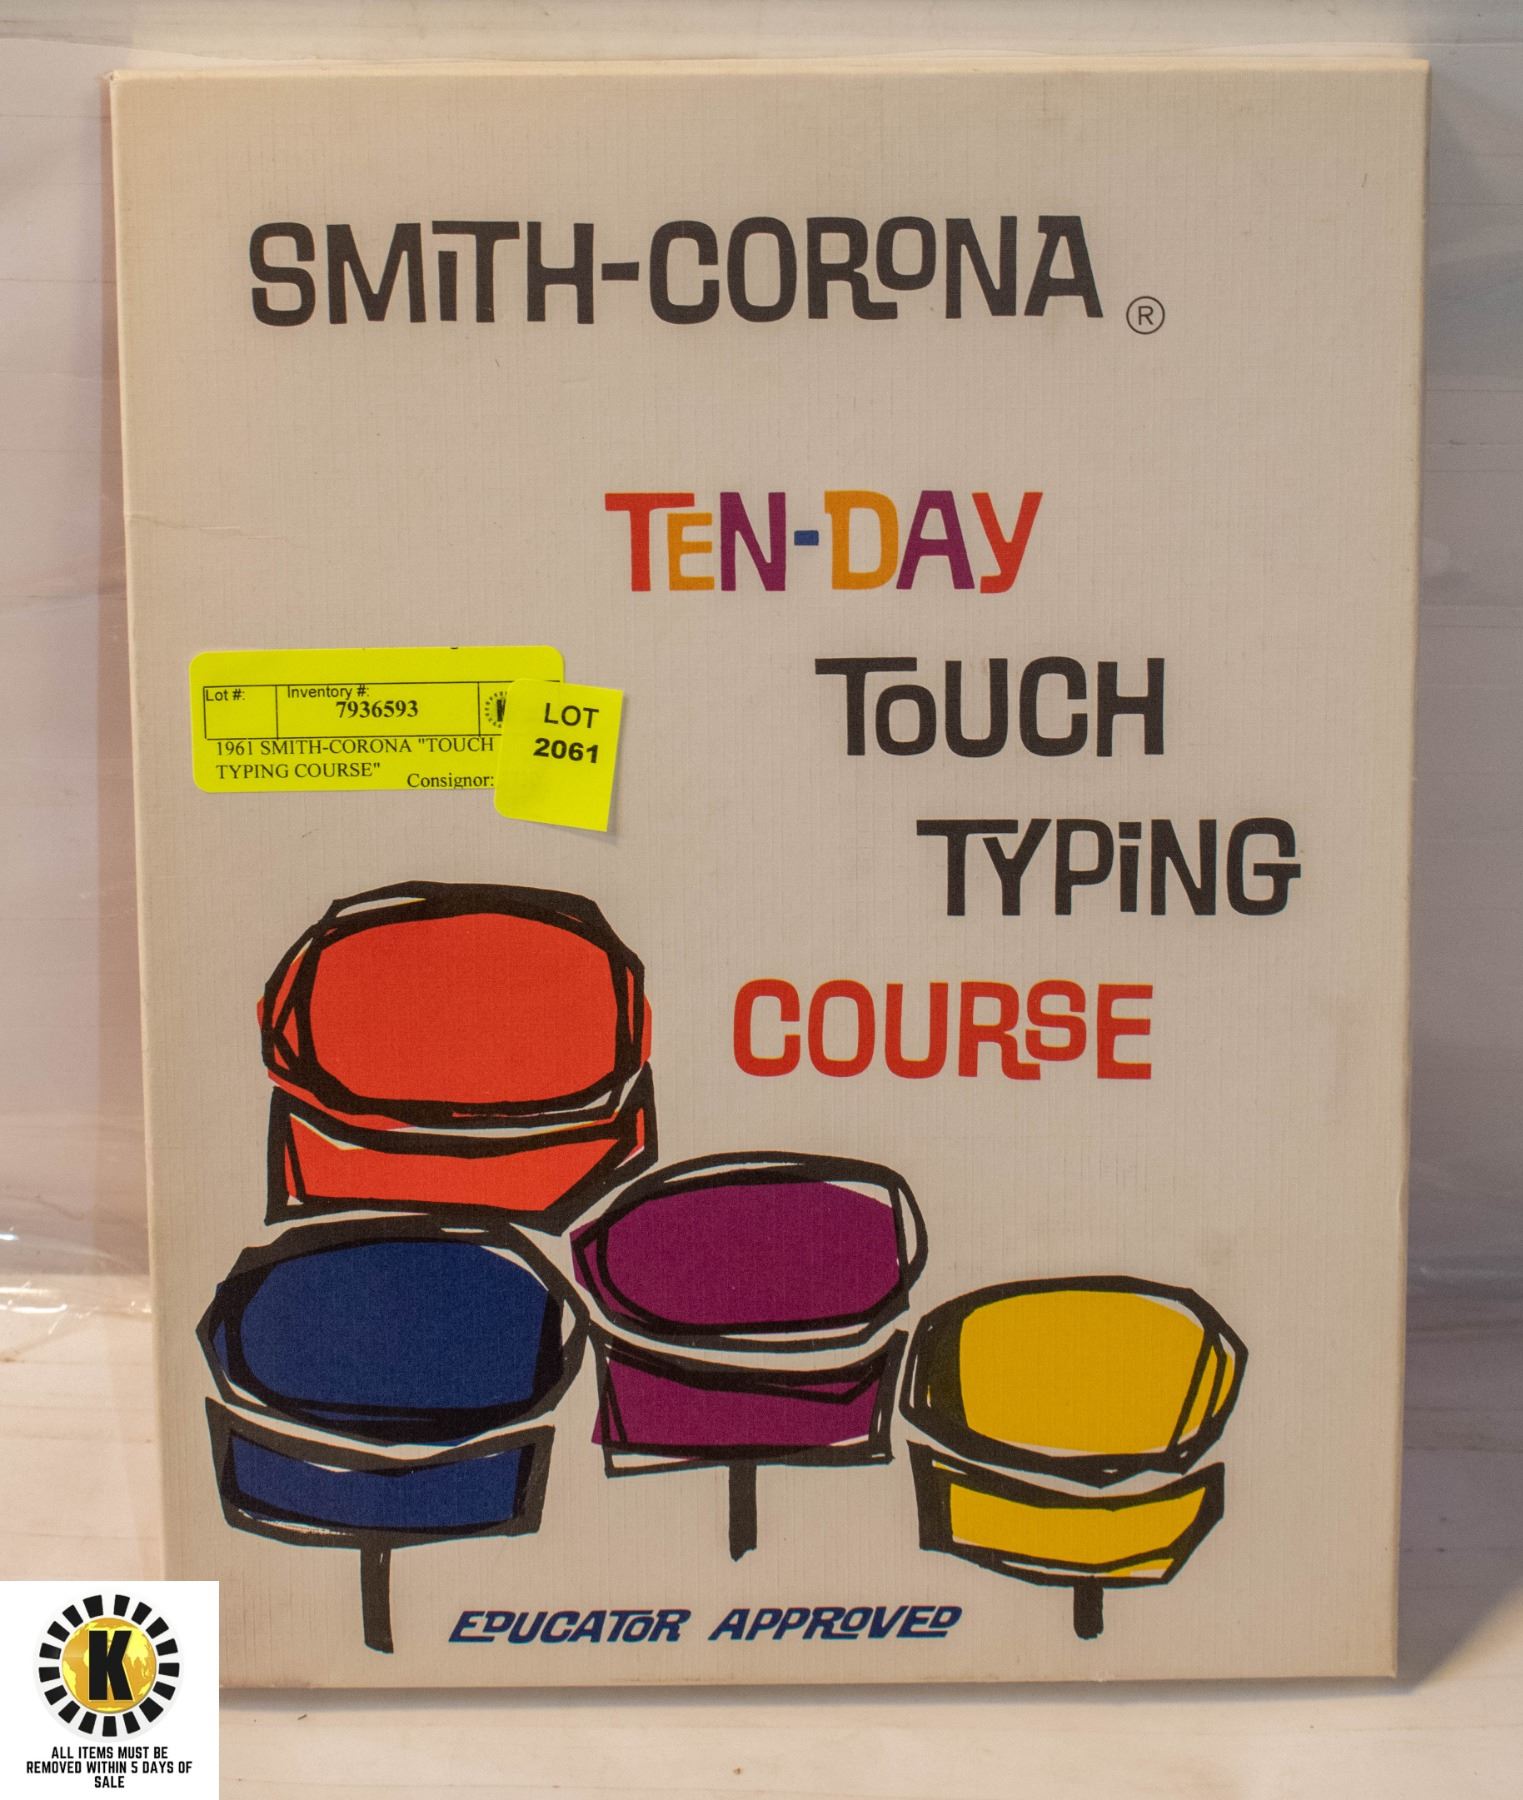 SMITH-CORONA ®
TEN-DAY
TOUCH
TYPING
COURSE
Lot #:
Inventory #:
7936593
K
1961 SMITH-CORONA "TOUCH
TYPING COURSE"
Consignor:
LOT
2061
EDUCATOR APPROVED
K
ALL ITEMS MUST BE
REMOVED WITHIN 5 DAYS OF
SALE